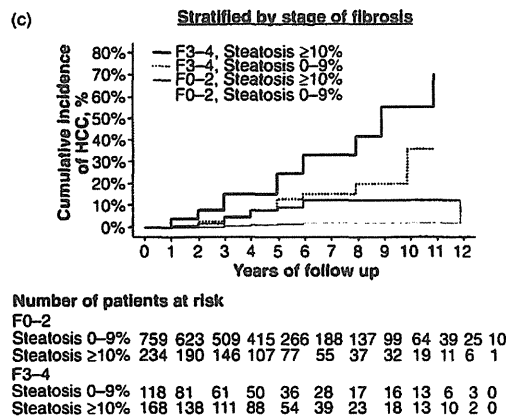 (c)
Stratified by stage of fibrosis
Cumulative incidence of HCC, %
80%
70%
60%
50%
40%
30%
20%
10%
0%
F3–4, Steatosis ≥10%
F3–4, Steatosis 0–9%
F0–2, Steatosis ≥10%
F0–2, Steatosis 0–9%
0 1 2 3 4 5 6 7 8 9 10 11 12
Years of follow up
Number of patients at risk
F0–2
Steatosis 0–9% 759 623 509 415 266 188 137 99 64 39 25 10
Steatosis ≥10% 234 190 146 107 77 55 37 32 19 11 6 1
F3–4
Steatosis 0–9% 118 81 61 50 36 28 17 16 13 6 3 0
Steatosis ≥10% 168 138 111 88 54 39 23 18 13 10 2 0